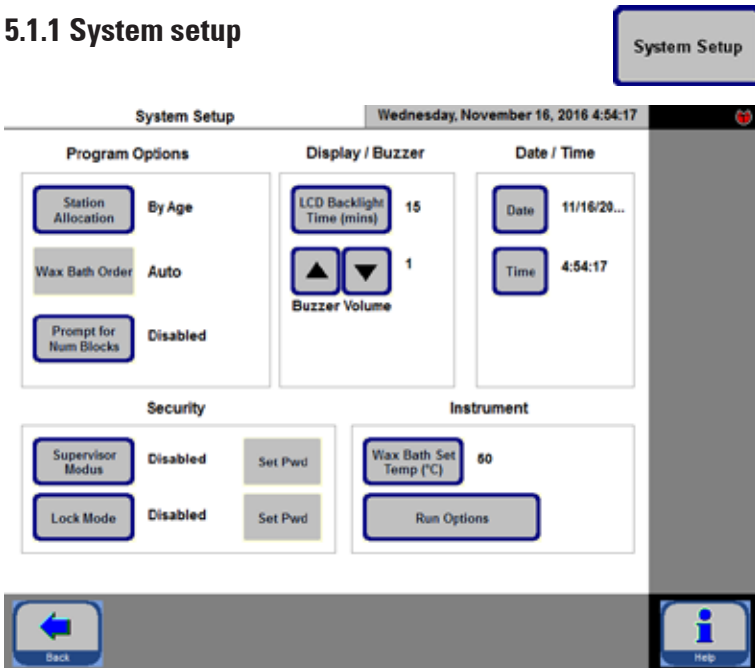 5.1.1 System setup
System Setup
System Setup
Wednesday, November 16, 2016 4:54:17
Program Options
Display / Buzzer
Date / Time
Station
Allocation
By Age
Wax Bath Order
Auto
Prompt for
Num Blocks
Disabled
LCD Backlight
Time (mins)
15
1
Buzzer Volume
Date
11/16/20...
Time
4:54:17
Security
Instrument
Supervisor
Modus
Disabled
Set Pwd
Lock Mode
Disabled
Set Pwd
Wax Bath Set
Temp (°C)
60
Run Options
Back
Help